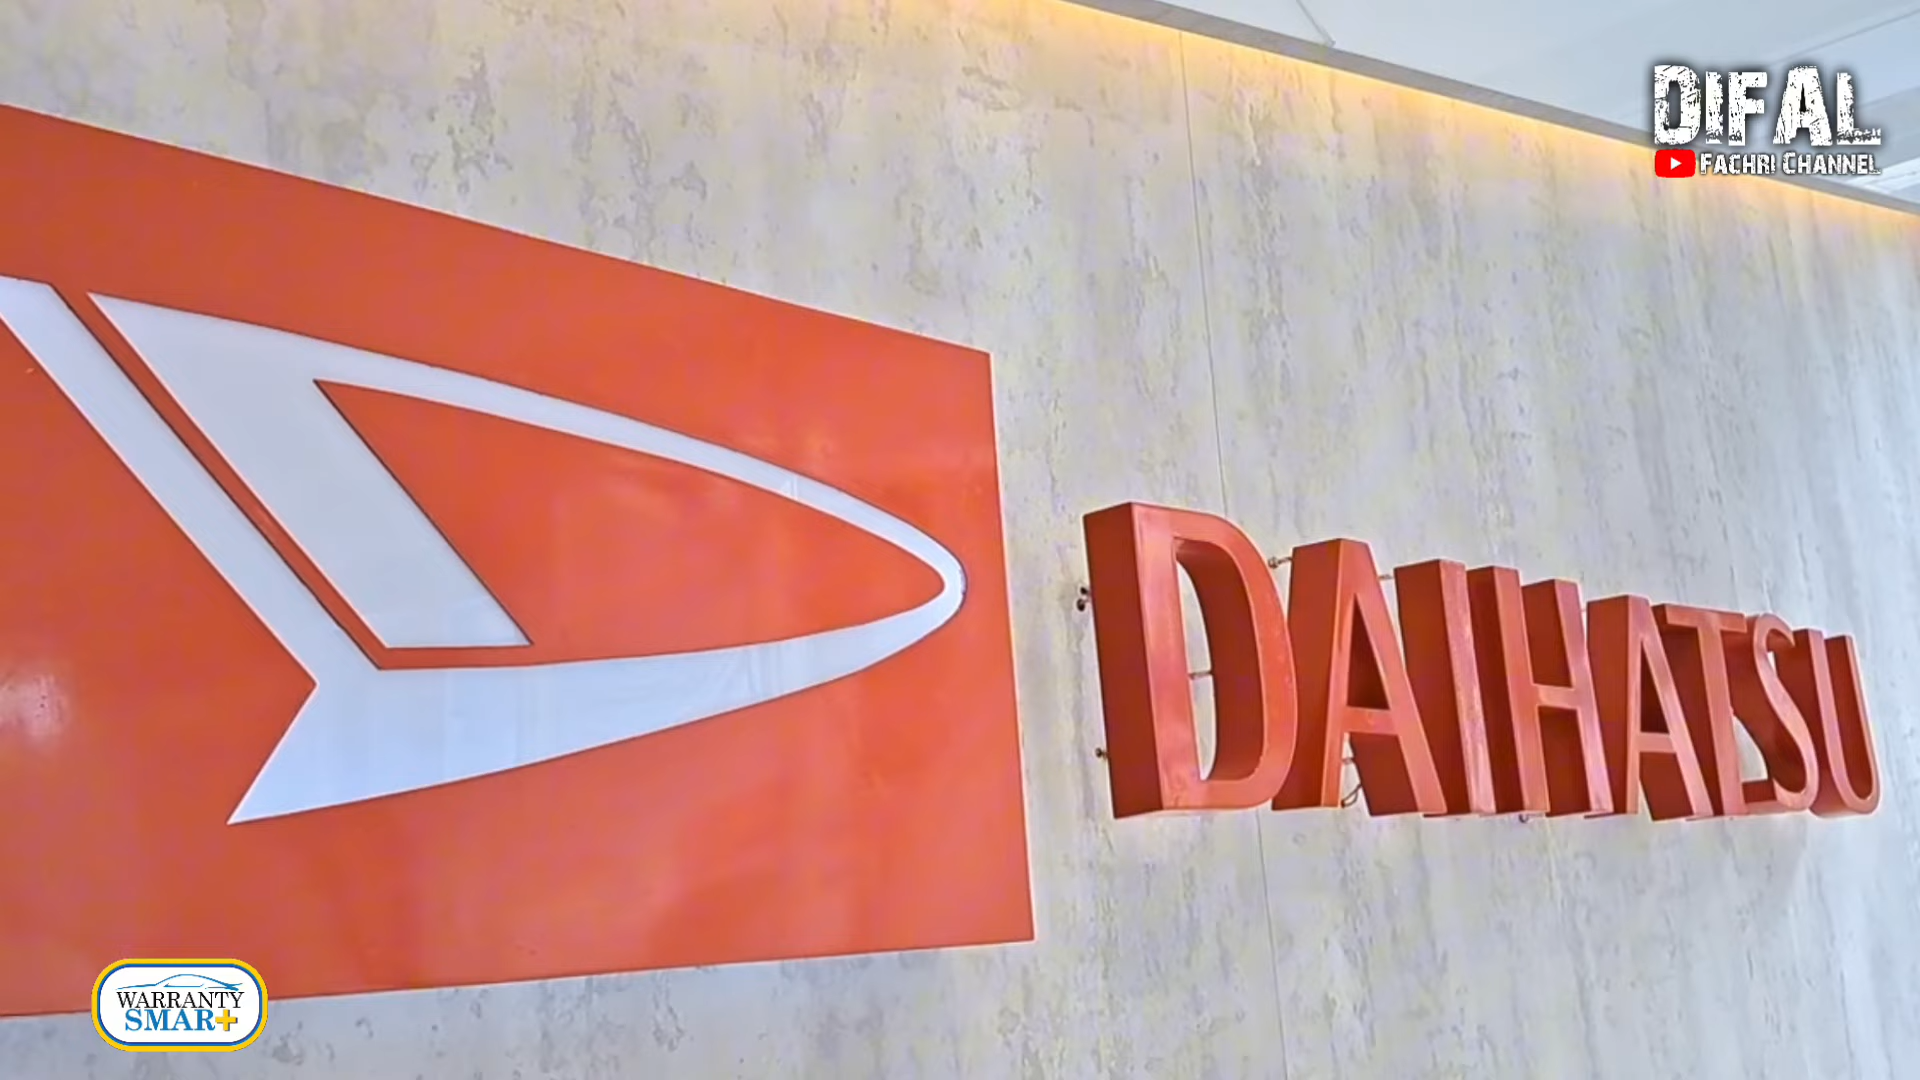 DIFAL
FACHRI CHANNEL
DAIHATSU
WARRANTY
SMAR+